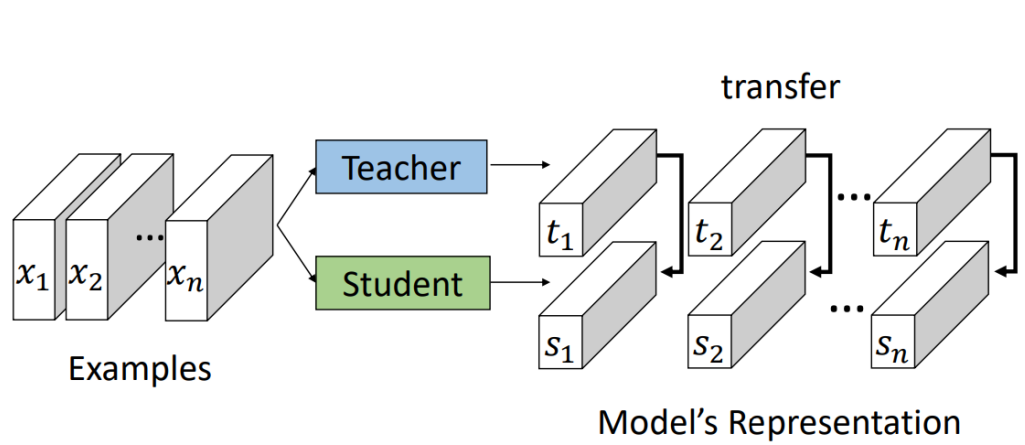 transfer
Teacher
t₁ t₂ ... tₙ
x₁ x₂ ... xₙ
Student
s₁ s₂ ... sₙ
Examples
Model's Representation